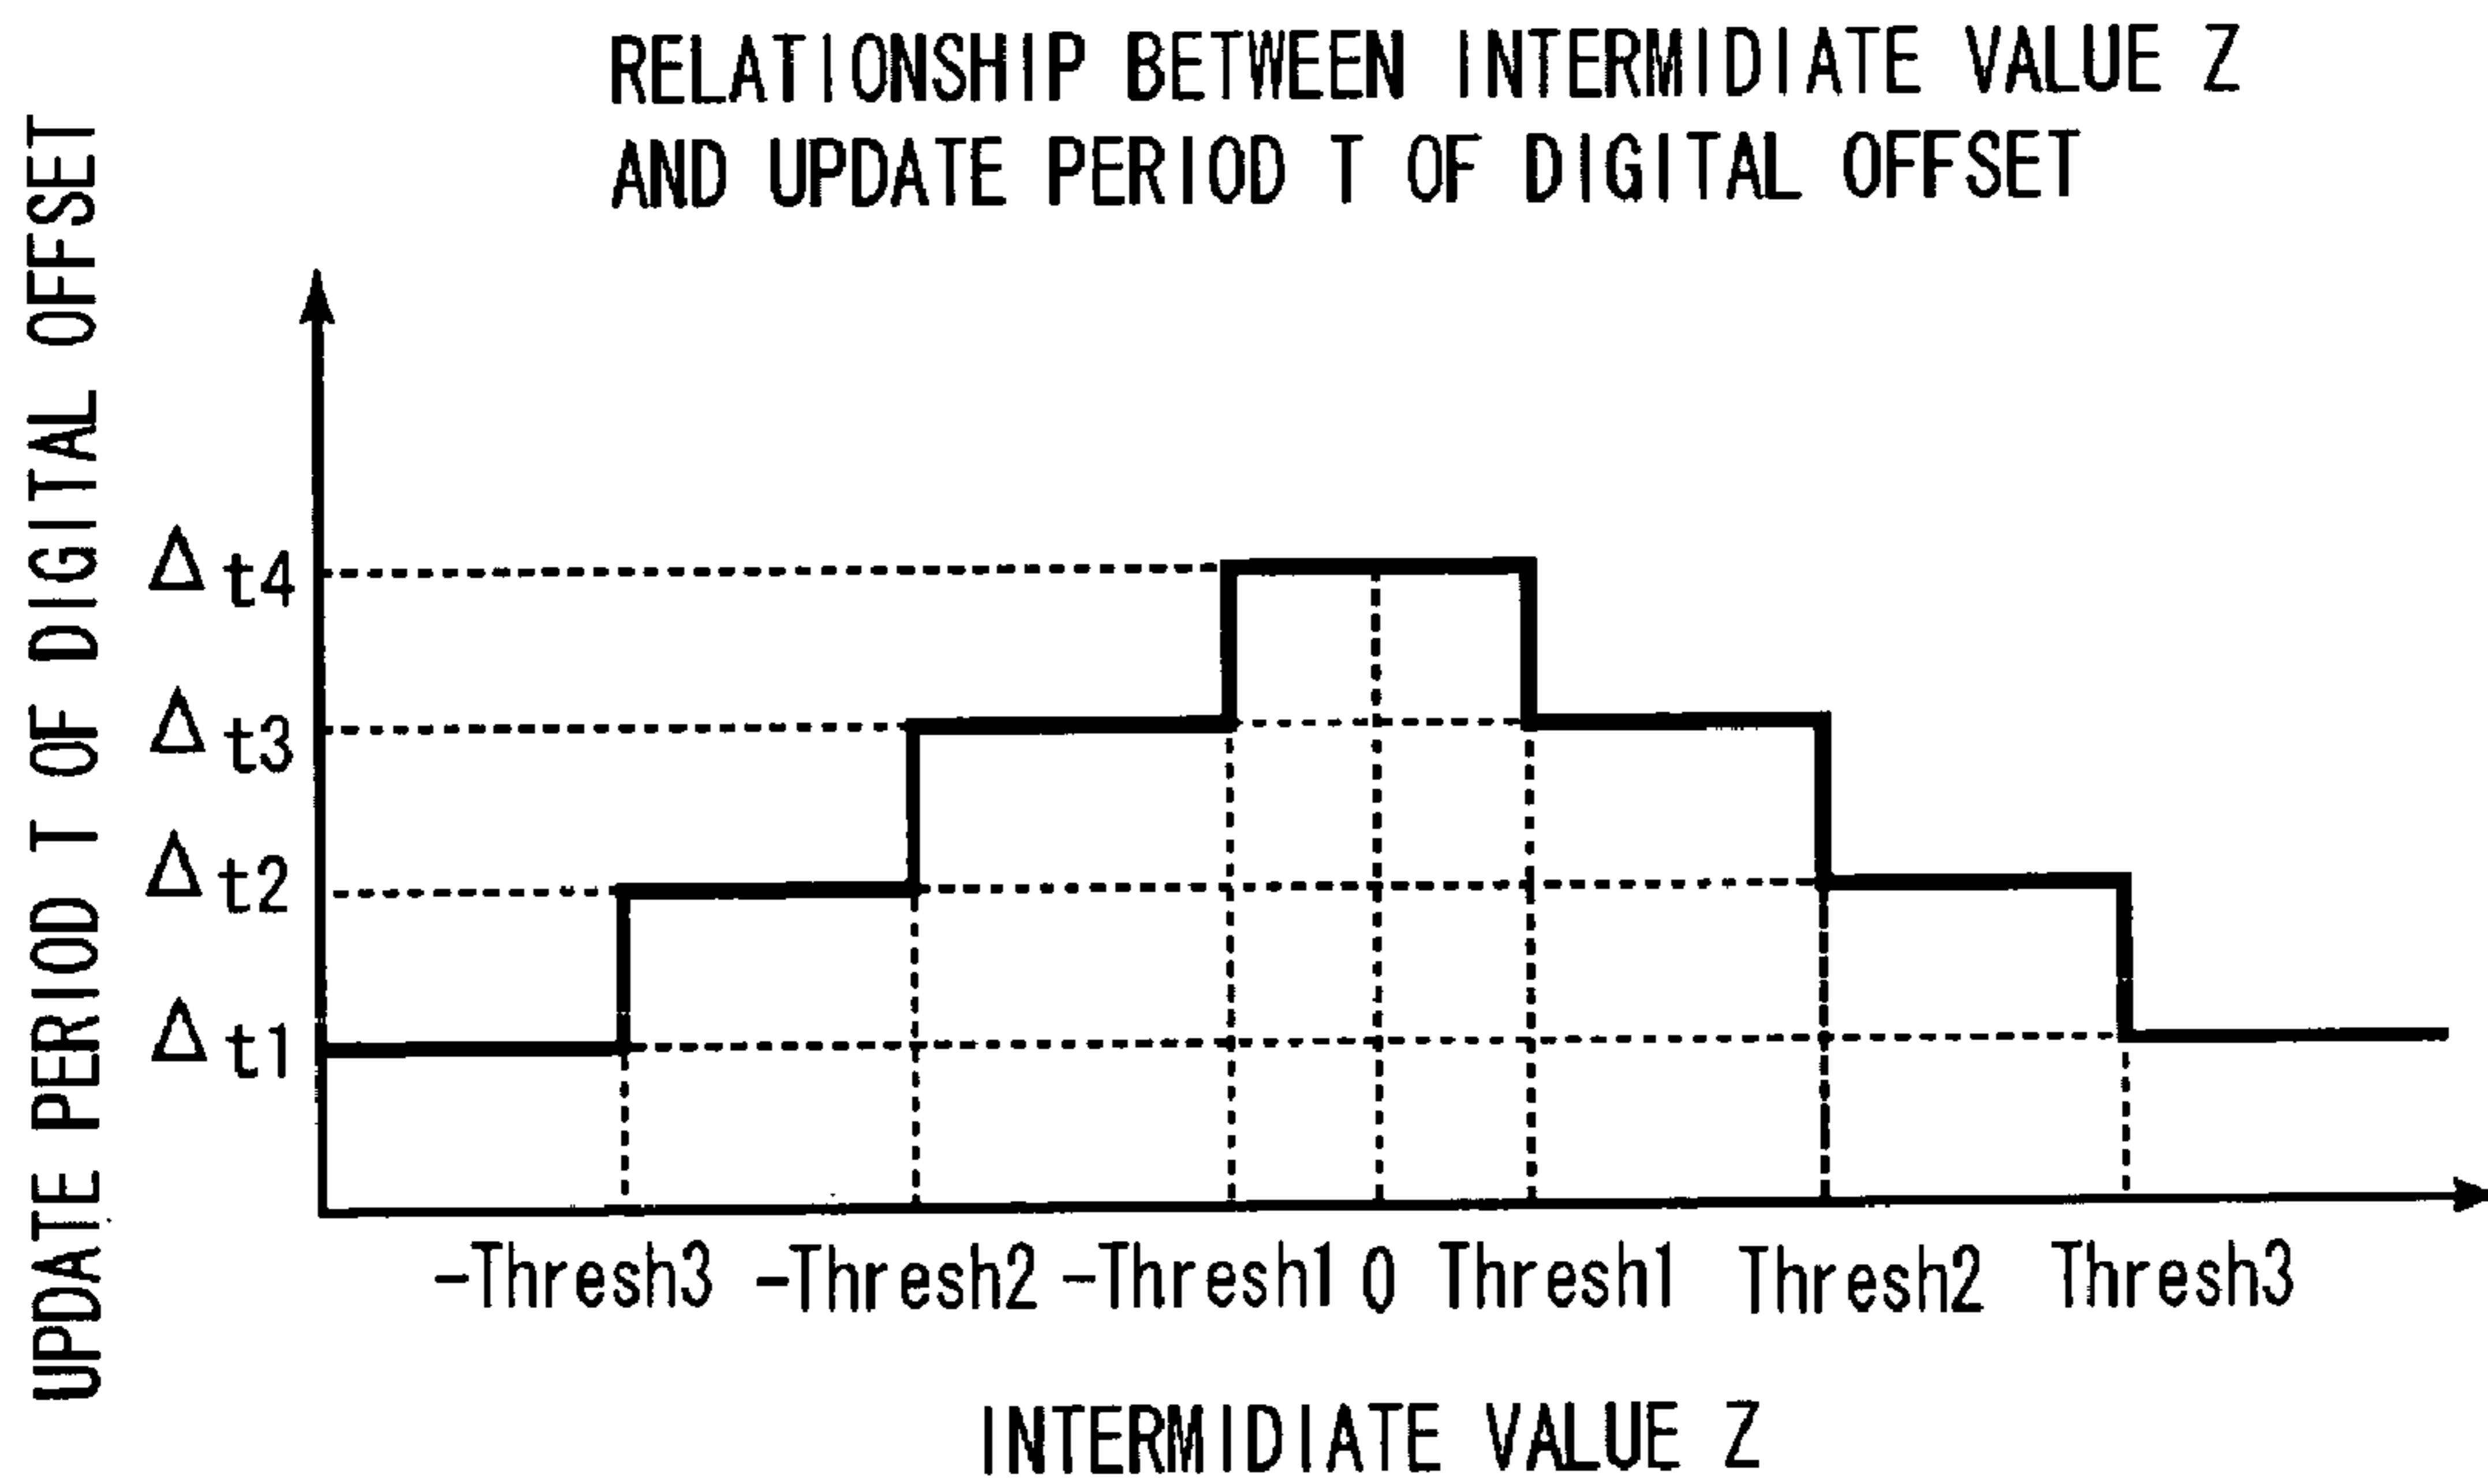 RELATIONSHIP BETWEEN INTERMIDIATE VALUE Z
AND UPDATE PERIOD T OF DIGITAL OFFSET
UPDATE PERIOD T OF DIGITAL OFFSET
Δt4
Δt3
Δt2
Δt1
-Thresh3 -Thresh2 -Thresh1 0 Thresh1 Thresh2 Thresh3
INTERMIDIATE VALUE Z